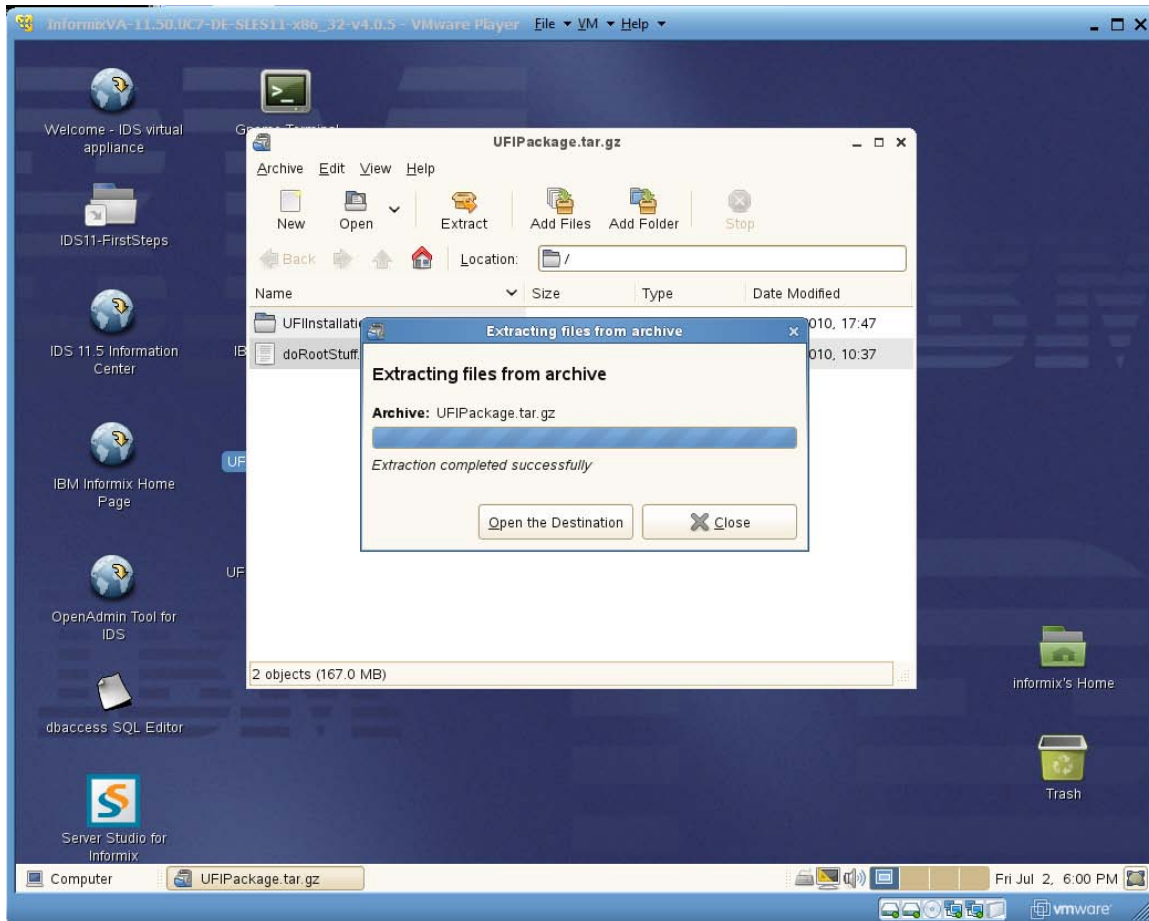 InformixVA-11.50.UC7-DE-SLES11-x86_32-v4.0.5 - VMware Player File VM Help
Welcome - IDS virtual
appliance
IDS11-FirstSteps
IDS 11.5 Information
Center
IBM Informix Home
Page
OpenAdmin Tool for
IDS
dbaccess SQL Editor
Server Studio for
Informix
UFIPackage.tar.gz
Archive Edit View Help
New Open Extract Add Files Add Folder Stop
Back Location: /
Name Size Type Date Modified
UFIInstallati 010, 17:47
doRootStuff. 010, 10:37
IB
UF
UF
Extracting files from archive
Extracting files from archive
Archive: UFIPackage.tar.gz
Extraction completed successfully
Open the Destination Close
2 objects (167.0 MB)
informix's Home
Trash
Computer UFIPackage.tar.gz Fri Jul 2, 6:00 PM
vmware